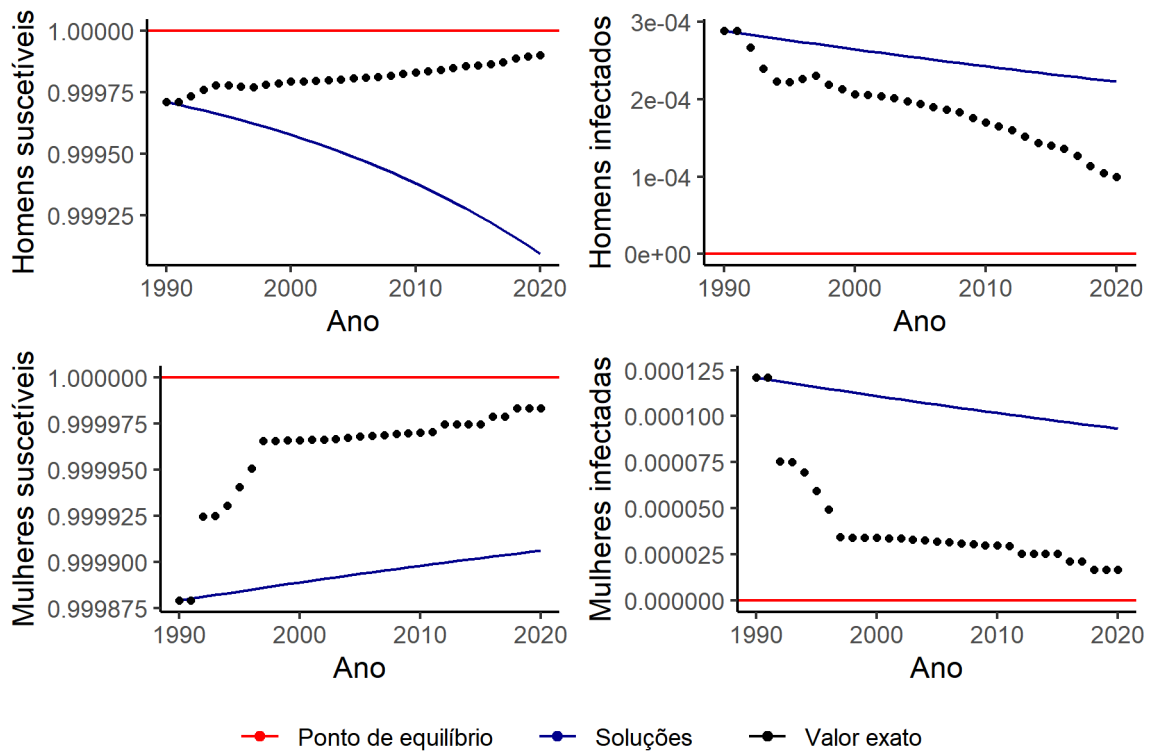 Homens suscetíveis
1.00000
0.99975
0.99950
0.99925
1990 2000 2010 2020
Ano
Homens infectados
3e-04
2e-04
1e-04
0e+00
1990 2000 2010 2020
Ano
Mulheres suscetíveis
1.000000
0.999975
0.999950
0.999925
0.999900
0.999875
1990 2000 2010 2020
Ano
Mulheres infectadas
0.000125
0.000100
0.000075
0.000050
0.000025
0.000000
1990 2000 2010 2020
Ano
Ponto de equilíbrio Soluções Valor exato